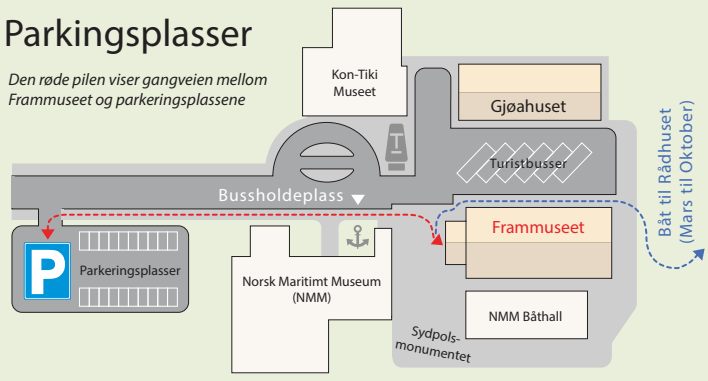 Parkingsplasser
Den røde pilen viser gangveien mellom
Frammuseet og parkeringsplassene
Kon-Tiki
Museet
Gjøahuset
Turistbusser
Bussholdeplass
Båt til Rådhuset
(Mars til Oktober)
Frammuseet
P
Parkeringsplasser
Norsk Maritimt Museum
(NMM)
NMM Båthall
Sydpols-
monumentet